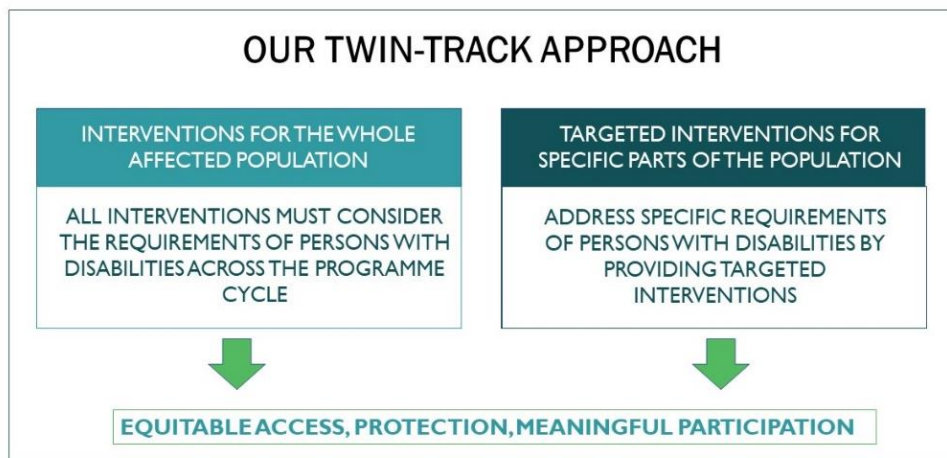 OUR TWIN-TRACK APPROACH
INTERVENTIONS FOR THE WHOLE
AFFECTED POPULATION
ALL INTERVENTIONS MUST CONSIDER
THE REQUIREMENTS OF PERSONS WITH
DISABILITIES ACROSS THE PROGRAMME
CYCLE
TARGETED INTERVENTIONS FOR
SPECIFIC PARTS OF THE POPULATION
ADDRESS SPECIFIC REQUIREMENTS
OF PERSONS WITH DISABILITIES BY
PROVIDING TARGETED
INTERVENTIONS
EQUITABLE ACCESS, PROTECTION, MEANINGFUL PARTICIPATION